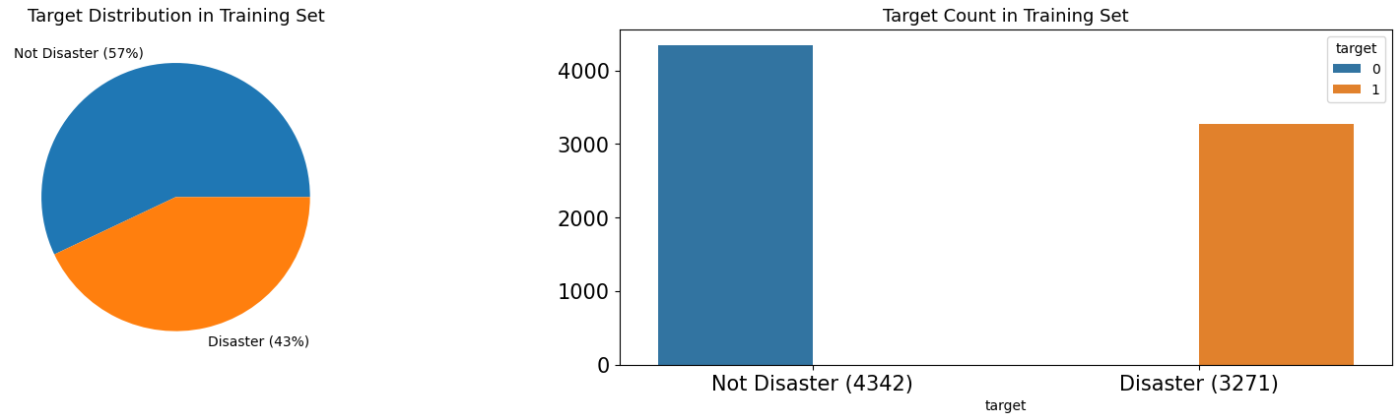 Target Distribution in Training Set
Not Disaster (57%)
Disaster (43%)
Target Count in Training Set
target
0
1
4000
3000
2000
1000
0
Not Disaster (4342)
Disaster (3271)
target